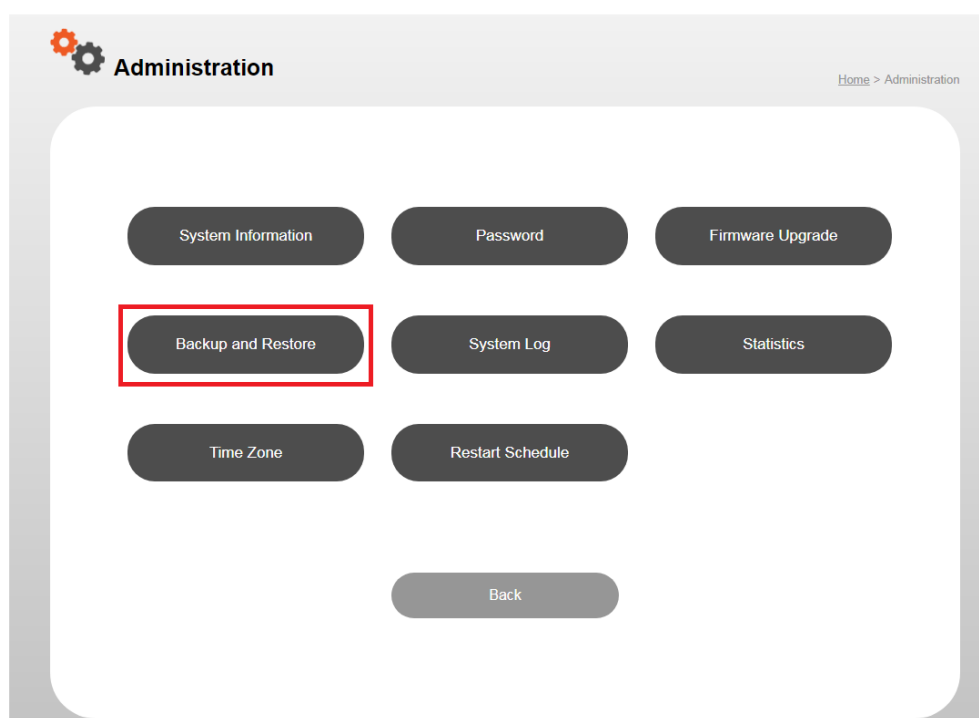 Administration
Home > Administration
System Information
Password
Firmware Upgrade
Backup and Restore
System Log
Statistics
Time Zone
Restart Schedule
Back